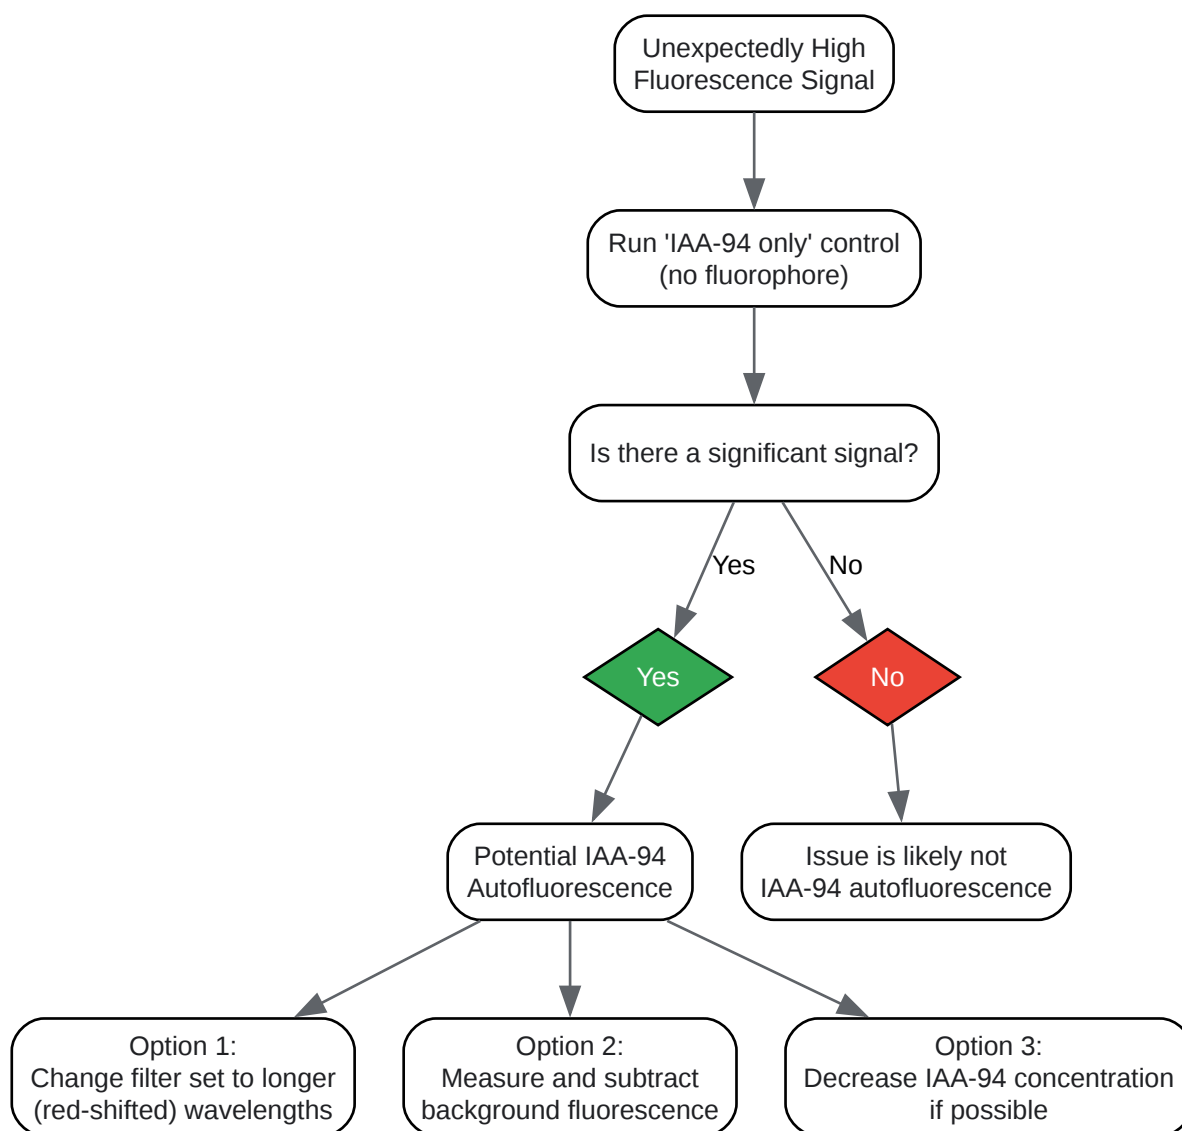 Unexpectedly High
Fluorescence Signal
Run 'IAA-94 only' control
(no fluorophore)
Is there a significant signal?
Yes
No
Yes
No
Potential IAA-94
Autofluorescence
Issue is likely not
IAA-94 autofluorescence
Option 1:
Change filter set to longer
(red-shifted) wavelengths
Option 2:
Measure and subtract
background fluorescence
Option 3:
Decrease IAA-94 concentration
if possible